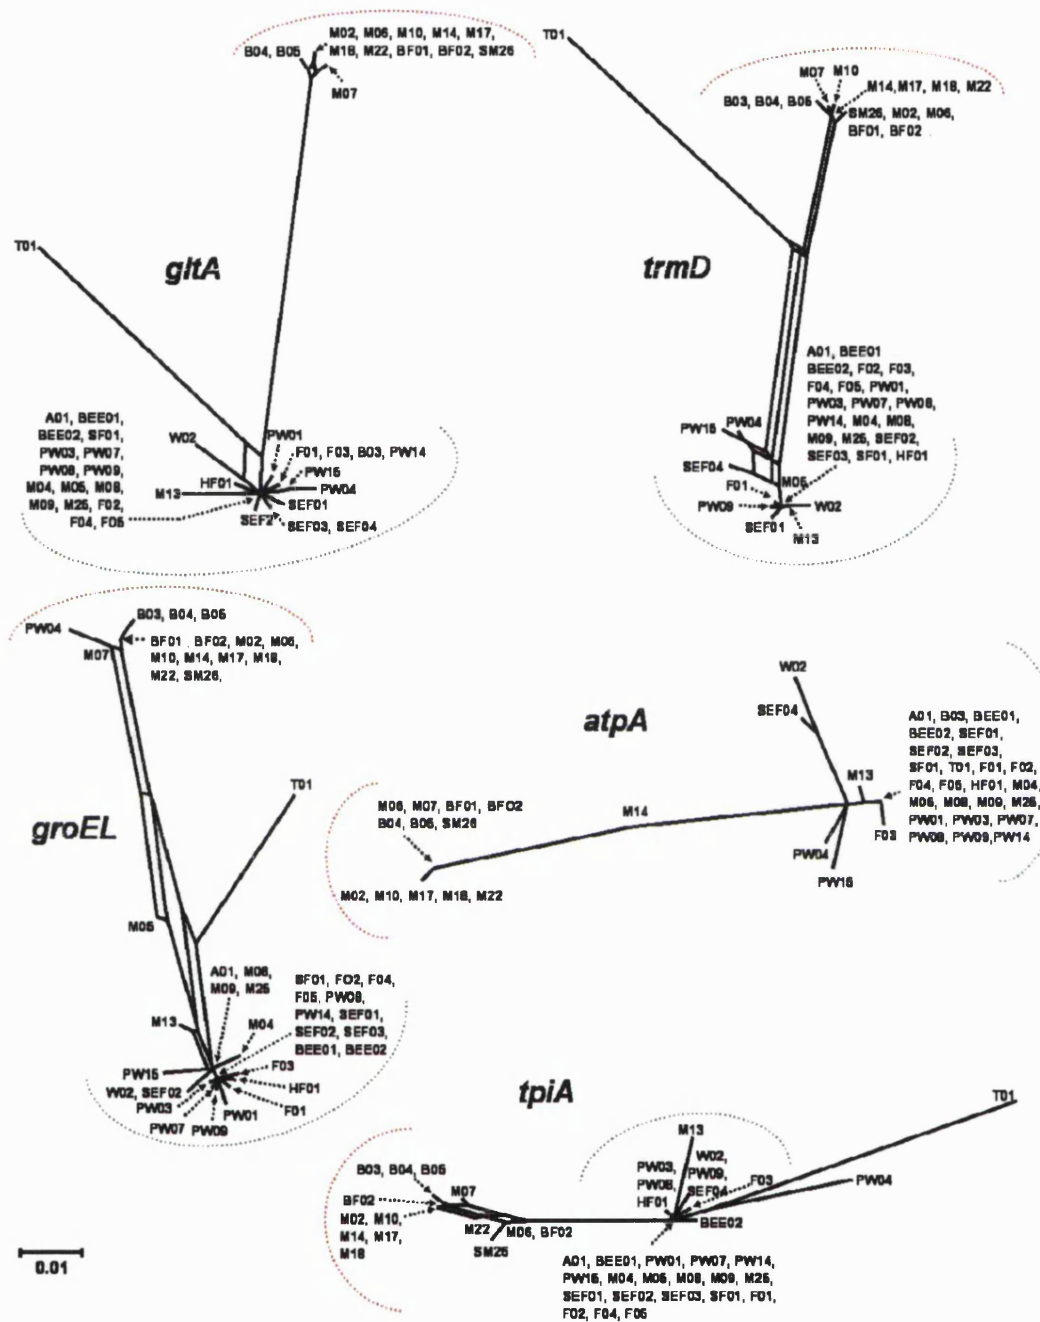 M02, M06, M10, M14, M17,
B04, B05
M18, M22, BF01, BF02, SM26
M07
T01
gltA
A01, BEE01,
BEE02, SF01,
PW03, PW07,
PW08, PW09,
M04, M05, M08,
M09, M25, F02,
F04, F05
W02
PW01
F01, F03, B03, PW14
PW15
PW04
HF01
M13
SEF01
SEF2
SEF03, SEF04
T01
M07
M10
M14, M17, M18, M22
B03, B04, B05
SM26, M02, M06,
BF01, BF02
trmD
A01, BEE01
BEE02, F02, F03,
F04, F05, PW01,
PW03, PW07, PW08,
PW14, M04, M08,
M09, M25, SEF02,
SEF03, SF01, HF01
PW15
PW04
SEF04
M05
F01
PW09
W02
SEF01
M13
B03, B04, B05
PW04
BF01 , BF02, M02, M06,
M07
M10, M14, M17, M18,
M22, SM26,
groEL
T01
M05
A01, M08,
M09, M25
BF01, FO2, F04,
F05, PW08,
PW14, SEF01,
SEF02, SEF03,
BEE01, BEE02
M13
M04
PW15
F03
W02, SEF02
HF01
PW03
F01
PW01
PW07
PW09
W02
SEF04
atpA
A01, B03, BEE01,
BEE02, SEF01,
SEF02, SEF03,
SF01, T01, F01, F02,
F04, F05, HF01, M04,
M05, M08, M09, M25,
PW01, PW03, PW07,
PW08, PW09,PW14
M13
F03
M14
M06, M07, BF01, BFO2
B04, B05, SM26
PW04
PW15
M02, M10, M17, M18, M22
tpiA
T01
M13
W02,
PW03,
PW09,
PW08,
SEF04
F03
PW04
HF01
BEE02
B03, B04, B05
M07
BF02
M02, M10,
M14, M17,
M18
M22
M06, BF02
SM26
A01, BEE01, PW01, PW07, PW14,
PW15, M04, M05, M08, M09, M25,
SEF01, SEF02, SEF03, SF01, F01,
F02, F04, F05
0.01